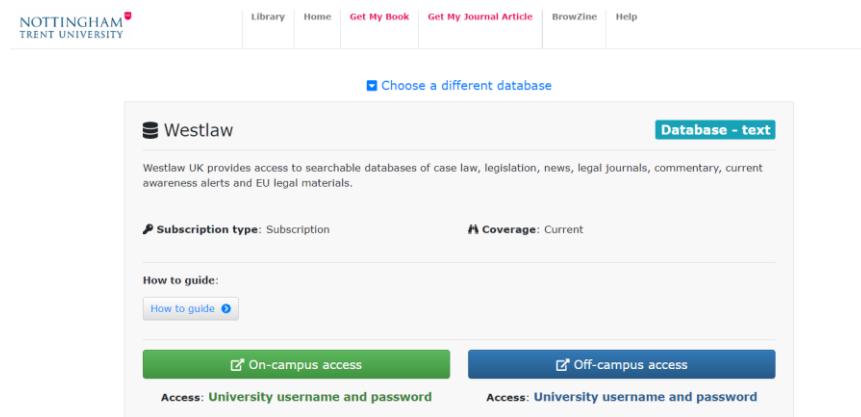 NOTTINGHAM
TRENT UNIVERSITY
Library Home Get My Book Get My Journal Article BrowZine Help
Choose a different database
Westlaw Database - text
Westlaw UK provides access to searchable databases of case law, legislation, news, legal journals, commentary, current
awareness alerts and EU legal materials.
Subscription type: Subscription Coverage: Current
How to guide:
How to guide
On-campus access Off-campus access
Access: University username and password Access: University username and password